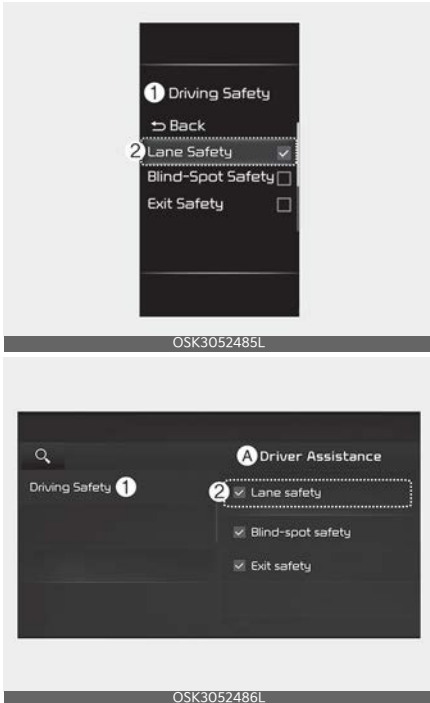 1 Driving Safety
Back
2 Lane Safety
Blind-Spot Safety
Exit Safety
OSK3052485L
A Driver Assistance
Driving Safety 1
2 Lane safety
Blind-spot safety
Exit safety
OSK3052486L